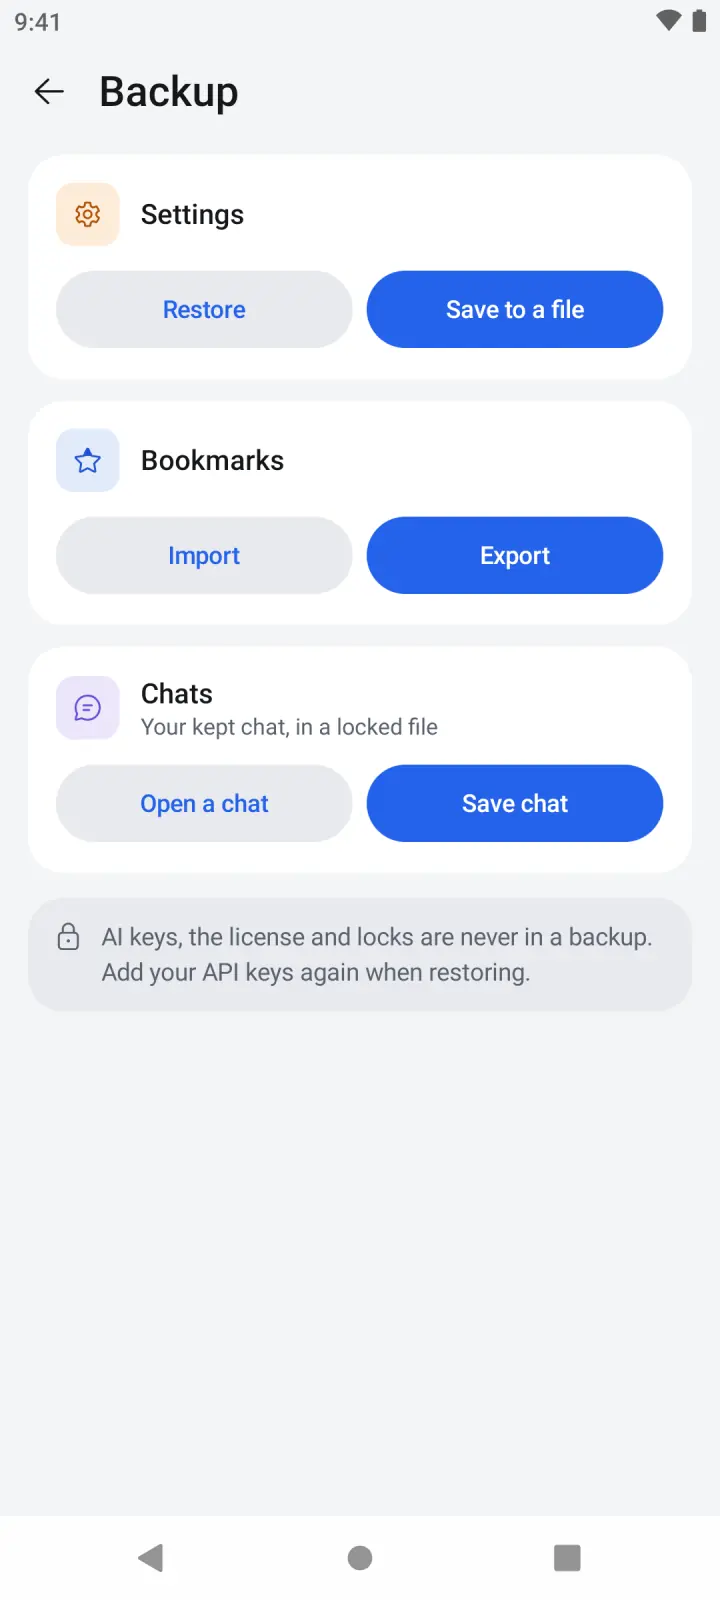 9:41
Backup
Settings
Restore
Save to a file
Bookmarks
Import
Export
Chats
Your kept chat, in a locked file
Open a chat
Save chat
AI keys, the license and locks are never in a backup.
Add your API keys again when restoring.